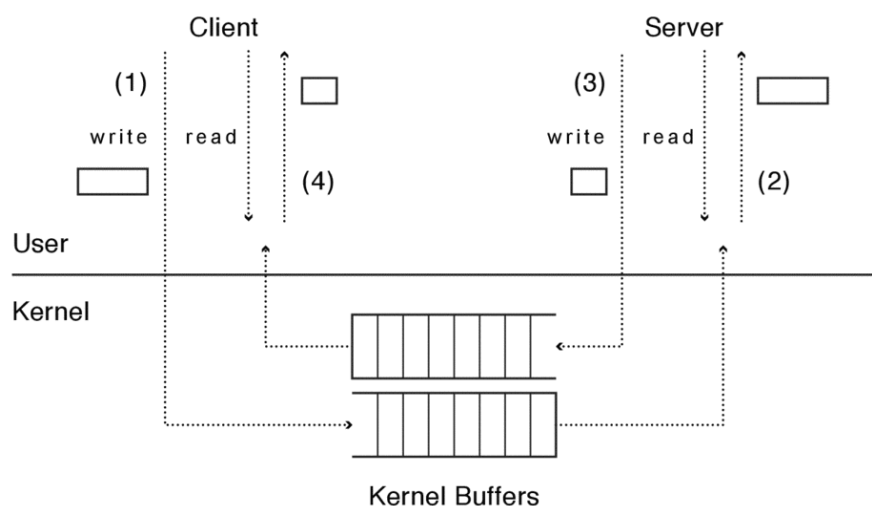 Client
Server
(1)
(3)
write read
write read
(4)
(2)
User
Kernel
Kernel Buffers